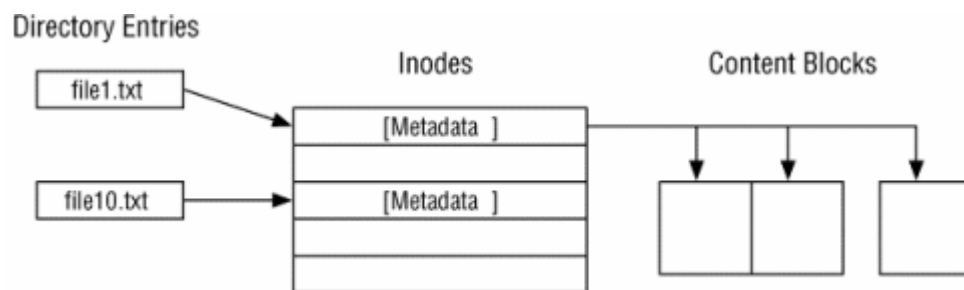 Directory Entries
Inodes
Content Blocks
file1.txt
[Metadata ]
file10.txt
[Metadata ]